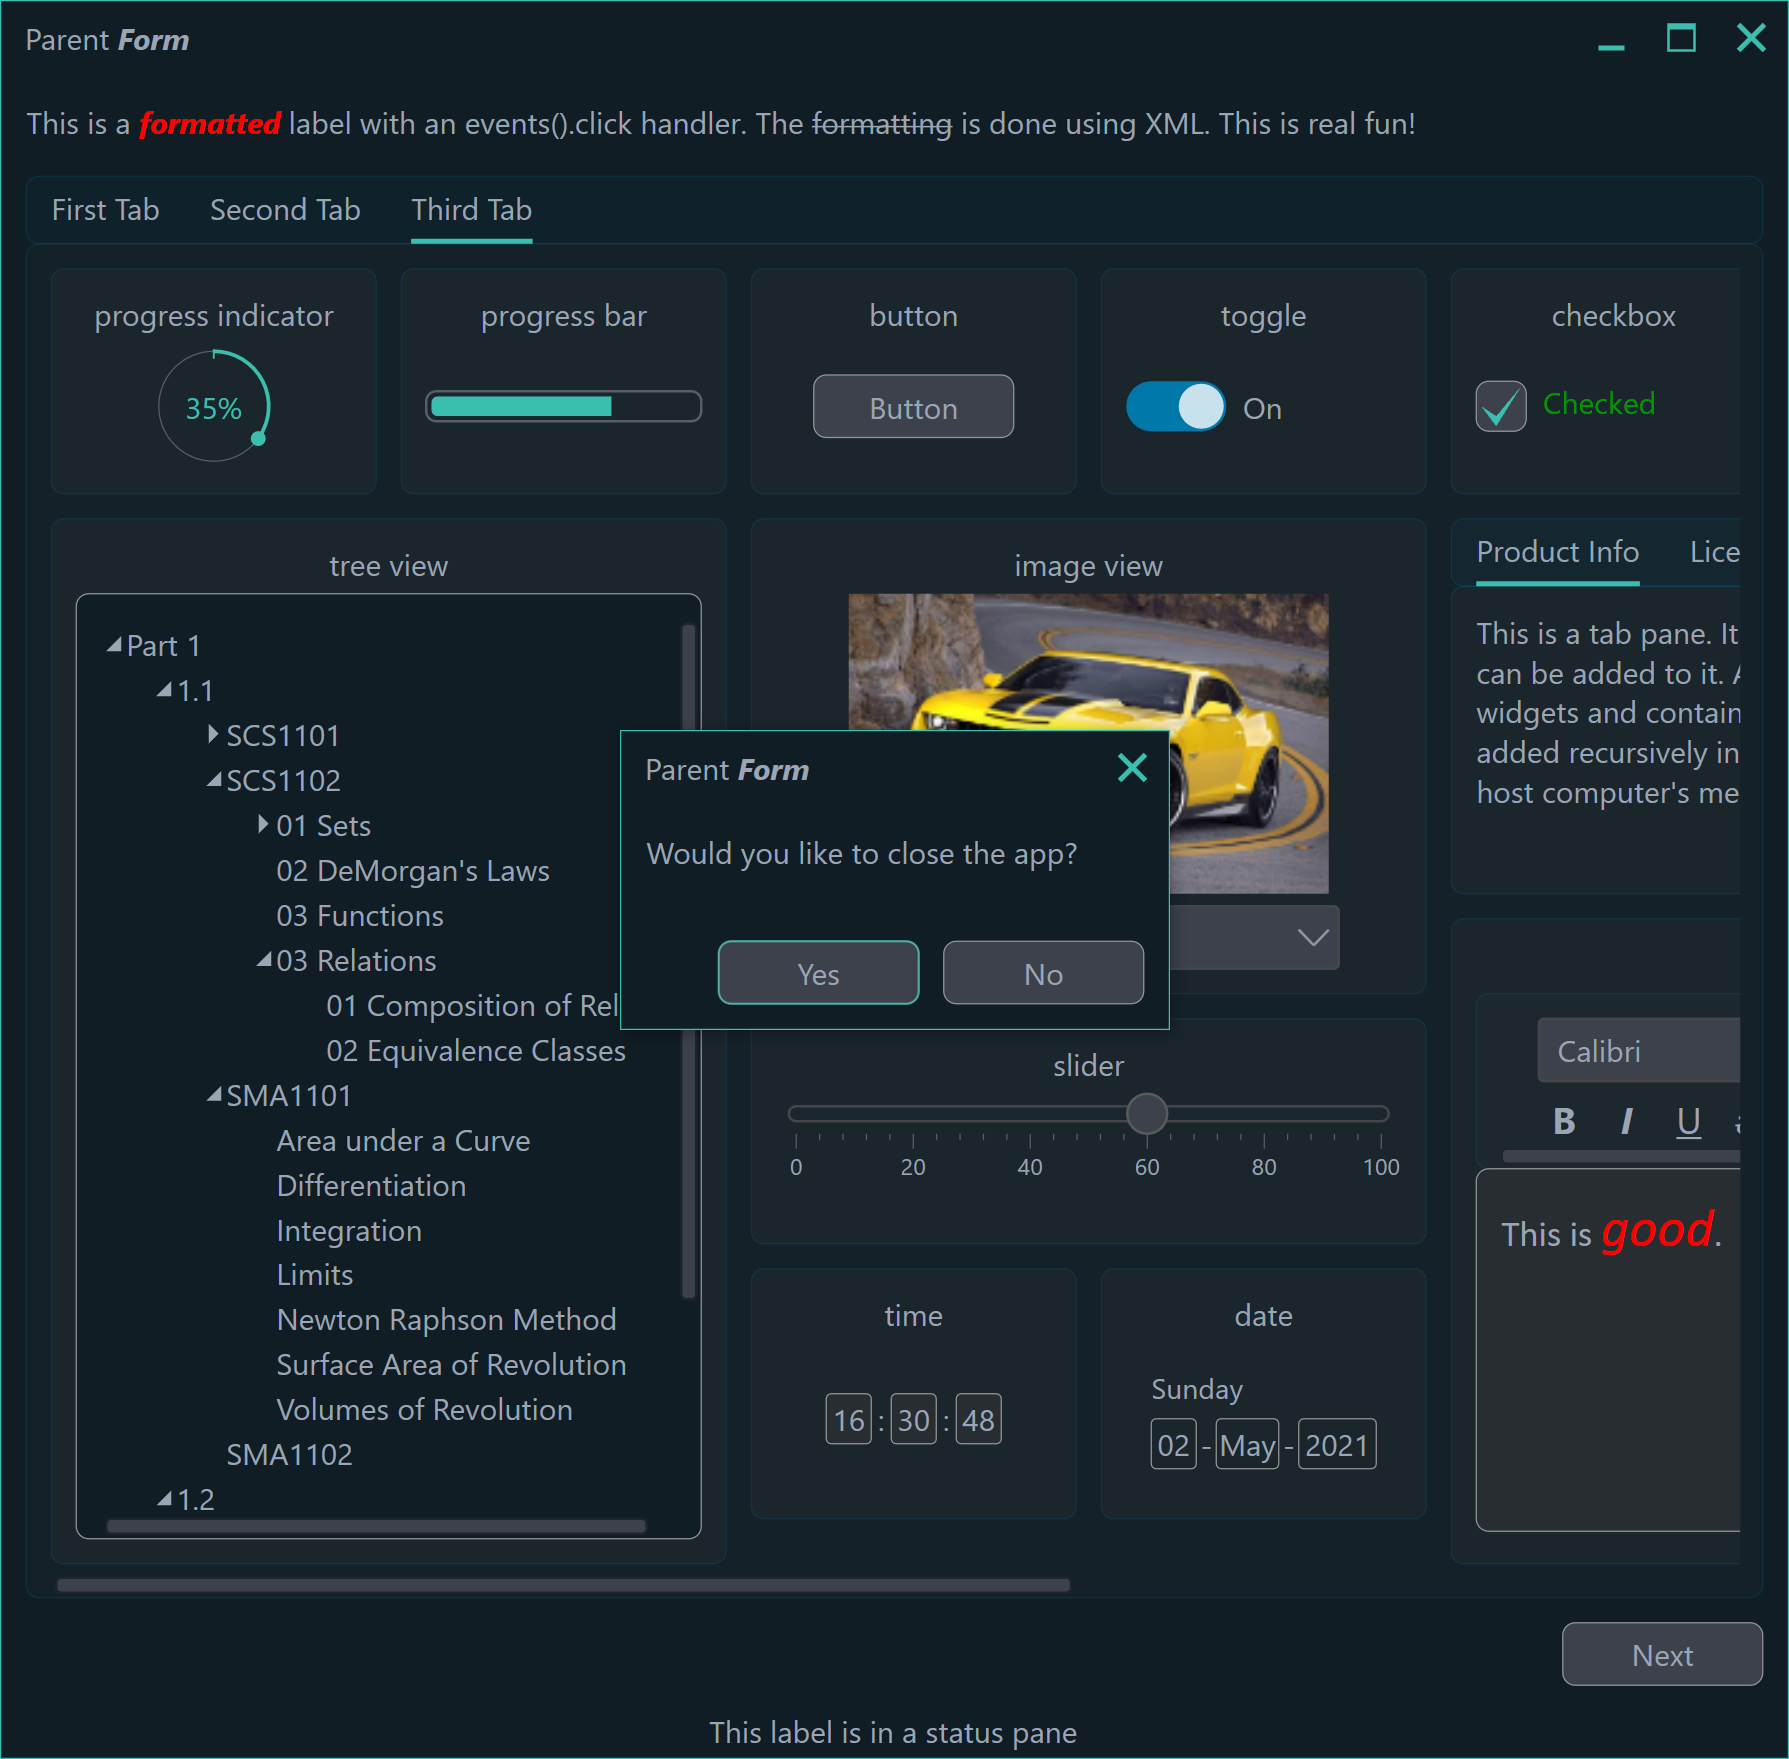 Parent Form
This is a formatted label with an events().click handler. The formatting is done using XML. This is real fun!
First Tab
Second Tab
Third Tab
progress indicator
35%
progress bar
button
Button
toggle
On
checkbox
Checked
tree view
Part 1
1.1
SCS1101
SCS1102
01 Sets
02 DeMorgan's Laws
03 Functions
03 Relations
01 Composition of Rel
02 Equivalence Classes
SMA1101
Area under a Curve
Differentiation
Integration
Limits
Newton Raphson Method
Surface Area of Revolution
Volumes of Revolution
SMA1102
1.2
image view
Parent Form
Would you like to close the app?
Yes
No
slider
0 20 40 60 80 100
time
16 : 30 : 48
date
Sunday
02 - May - 2021
Product Info
Lice
This is a tab pane. It
can be added to it.
widgets and contain
added recursively in
host computer's me
Calibri
B I U
This is good.
Next
This label is in a status pane